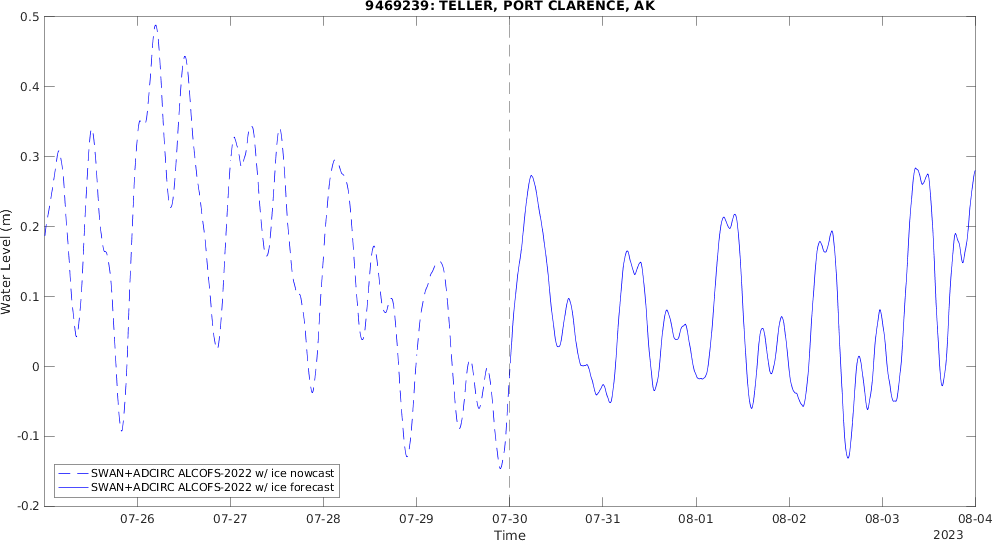 9469239: TELLER, PORT CLARENCE, AK
0.5
0.4
0.3
0.2
0.1
0
-0.1
-0.2
Water Level (m)
SWAN+ADCIRC ALCOFS-2022 w/ ice nowcast
SWAN+ADCIRC ALCOFS-2022 w/ ice forecast
07-26 07-27 07-28 07-29 07-30 07-31 08-01 08-02 08-03 08-04
Time
2023